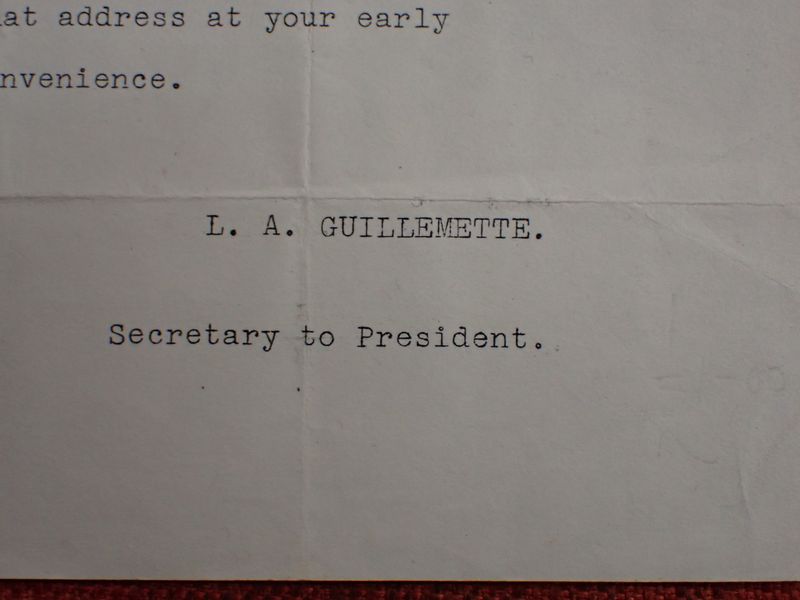 at address at your early
nvenience.
L. A. GUILLEMETTE.
Secretary to President.